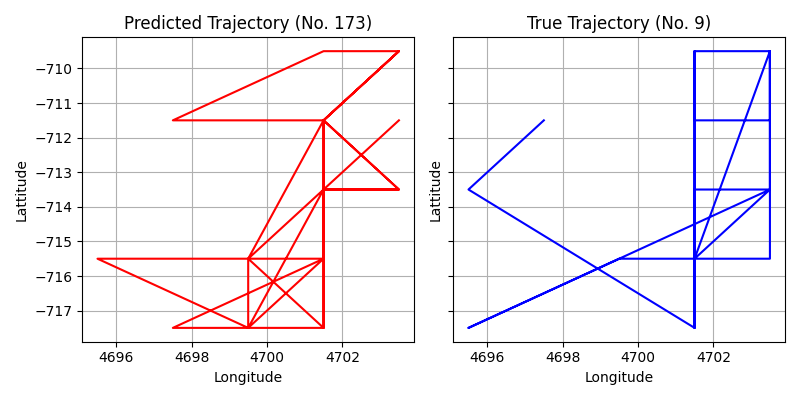 Predicted Trajectory (No. 173)
True Trajectory (No. 9)
Lattitude
−710
−711
−712
−713
−714
−715
−716
−717
4696 4698 4700 4702
Longitude
Lattitude
4696 4698 4700 4702
Longitude